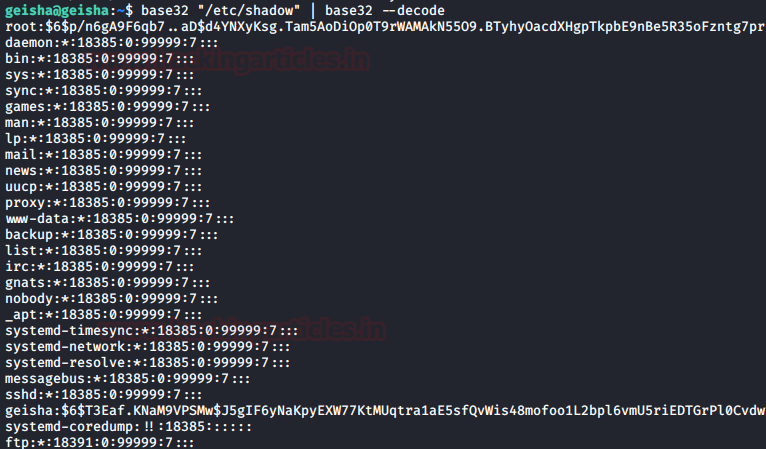 geisha@geisha:~$ base32 "/etc/shadow" | base32 --decode
root:$6$p/n6gA9F6qb7..aD$d4YNXyKsg.Tam5AoDiOp0T9rWAMAkN55O9.BTyhyOacdXHgpTkpbE9nBe5R35oFzntg7pr
daemon:*:18385:0:99999:7:::
bin:*:18385:0:99999:7:::
sys:*:18385:0:99999:7:::
sync:*:18385:0:99999:7:::
games:*:18385:0:99999:7:::
man:*:18385:0:99999:7:::
lp:*:18385:0:99999:7:::
mail:*:18385:0:99999:7:::
news:*:18385:0:99999:7:::
uucp:*:18385:0:99999:7:::
proxy:*:18385:0:99999:7:::
www-data:*:18385:0:99999:7:::
backup:*:18385:0:99999:7:::
list:*:18385:0:99999:7:::
irc:*:18385:0:99999:7:::
gnats:*:18385:0:99999:7:::
nobody:*:18385:0:99999:7:::
_apt:*:18385:0:99999:7:::
systemd-timesync:*:18385:0:99999:7:::
systemd-network:*:18385:0:99999:7:::
systemd-resolve:*:18385:0:99999:7:::
messagebus:*:18385:0:99999:7:::
sshd:*:18385:0:99999:7:::
geisha:$6$T3Eaf.KNaM9VPSMw$J5gIF6yNaKpyEXW77KtMUqtra1aE5sfQvWis48mofoo1L2bpl6vmU5riEDTGrPl0Cvdw
systemd-coredump:!!:18385::::::
ftp:*:18391:0:99999:7:::